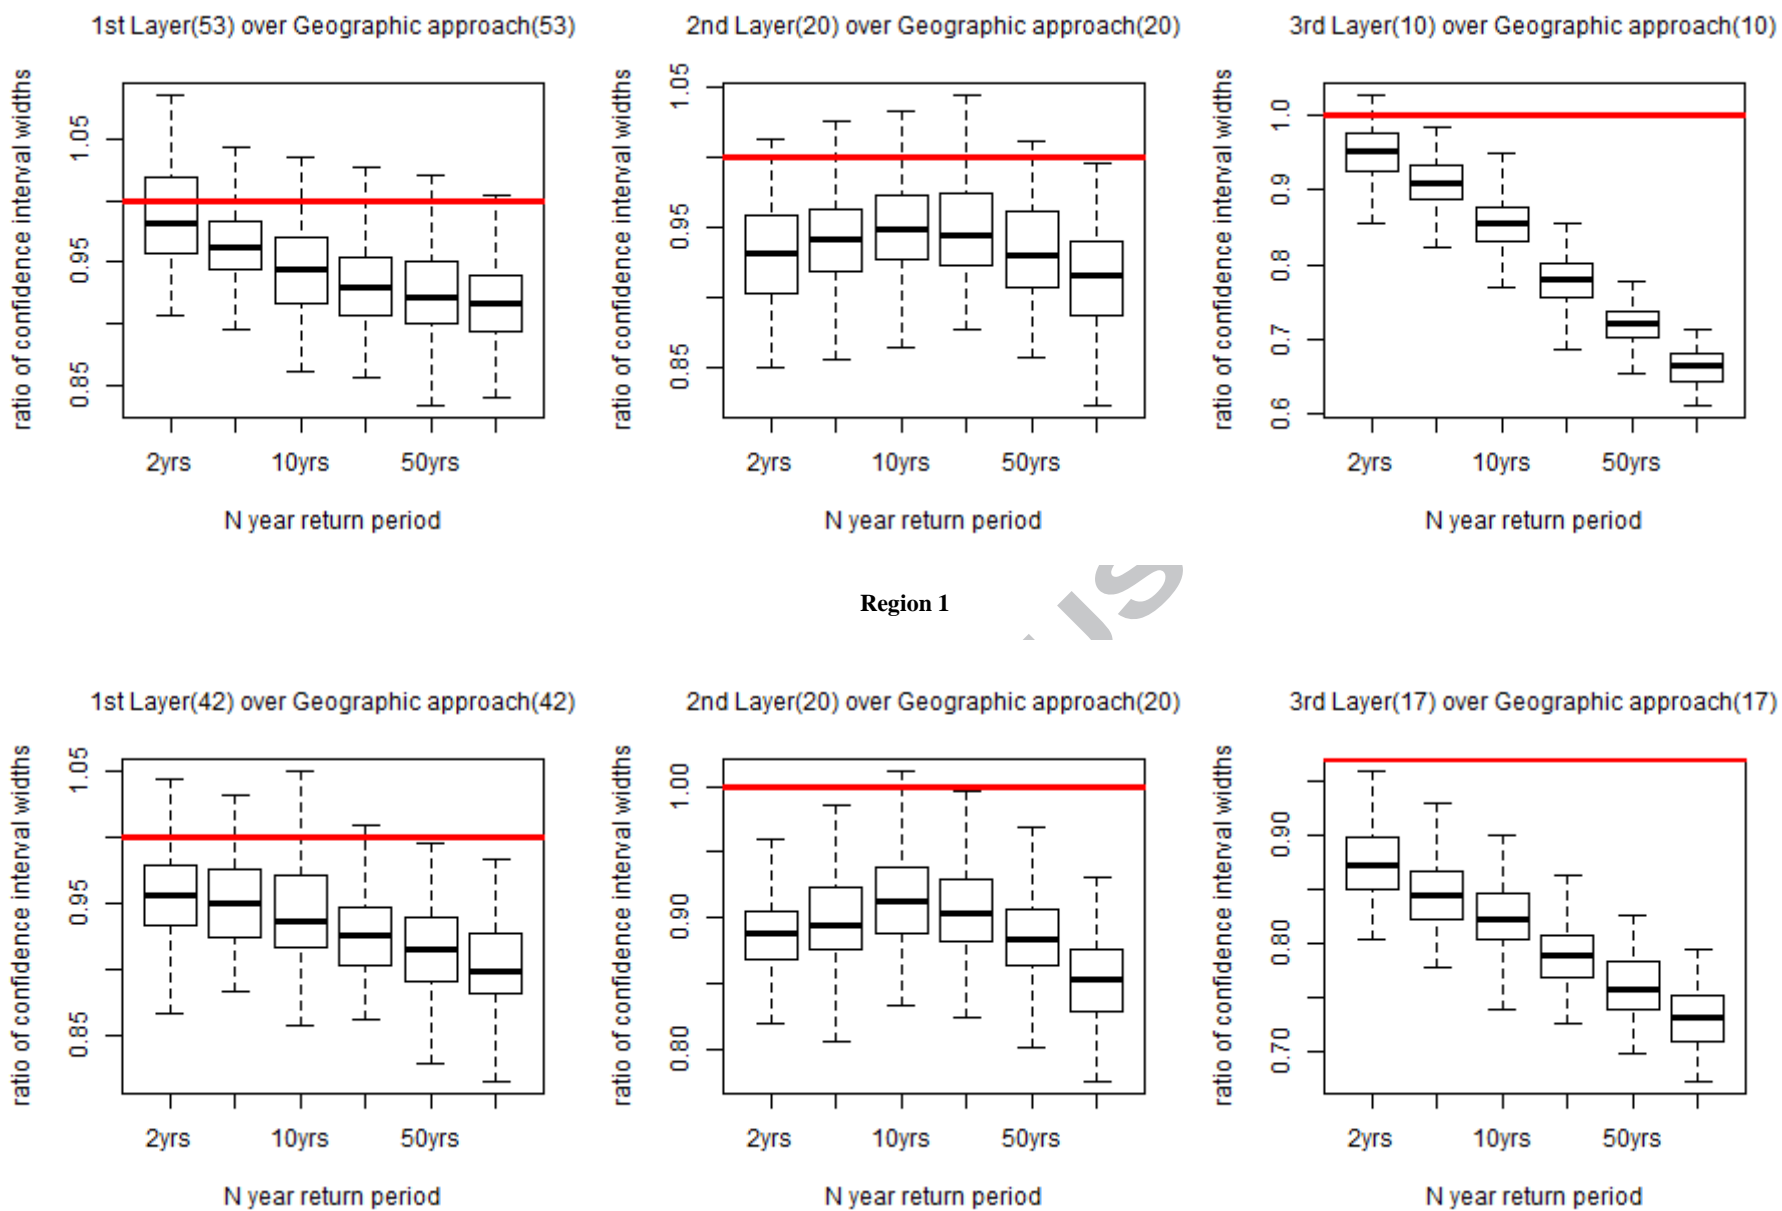 1st Layer(53) over Geographic approach(53)
ratio of confidence interval widths
1.05
0.95
0.85
2yrs 10yrs 50yrs
N year return period
2nd Layer(20) over Geographic approach(20)
ratio of confidence interval widths
1.05
0.95
0.85
2yrs 10yrs 50yrs
N year return period
3rd Layer(10) over Geographic approach(10)
ratio of confidence interval widths
1.0
0.9
0.8
0.7
0.6
2yrs 10yrs 50yrs
N year return period
Region 1
1st Layer(42) over Geographic approach(42)
ratio of confidence interval widths
1.05
0.95
0.85
2yrs 10yrs 50yrs
N year return period
2nd Layer(20) over Geographic approach(20)
ratio of confidence interval widths
1.00
0.90
0.80
2yrs 10yrs 50yrs
N year return period
3rd Layer(17) over Geographic approach(17)
ratio of confidence interval widths
0.90
0.80
0.70
2yrs 10yrs 50yrs
N year return period